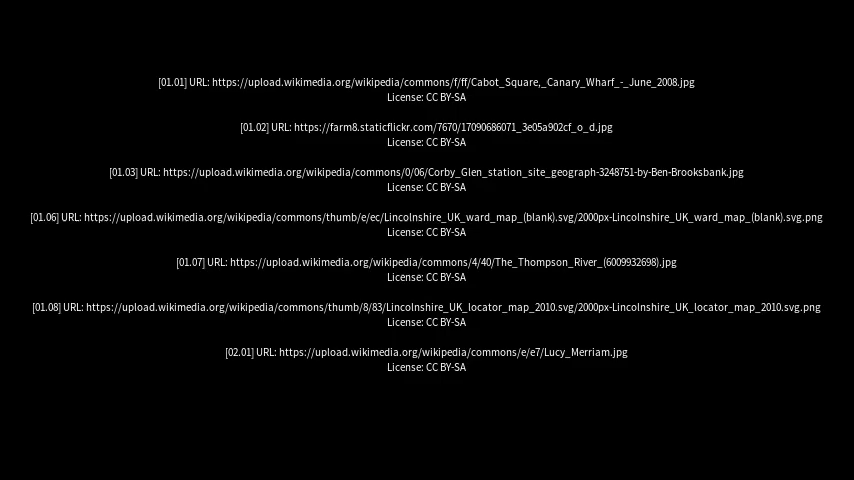 [01.01] URL: https://upload.wikimedia.org/wikipedia/commons/f/ff/Cabot_Square,_Canary_Wharf_-_June_2008.jpg
License: CC BY-SA
[01.02] URL: https://farm8.staticflickr.com/7670/17090686071_3e05a902cf_o_d.jpg
License: CC BY-SA
[01.03] URL: https://upload.wikimedia.org/wikipedia/commons/0/06/Corby_Glen_station_site_geograph-3248751-by-Ben-Brooksbank.jpg
License: CC BY-SA
[01.06] URL: https://upload.wikimedia.org/wikipedia/commons/thumb/e/ec/Lincolnshire_UK_ward_map_(blank).svg/2000px-Lincolnshire_UK_ward_map_(blank).svg.png
License: CC BY-SA
[01.07] URL: https://upload.wikimedia.org/wikipedia/commons/4/40/The_Thompson_River_(6009932698).jpg
License: CC BY-SA
[01.08] URL: https://upload.wikimedia.org/wikipedia/commons/thumb/8/83/Lincolnshire_UK_locator_map_2010.svg/2000px-Lincolnshire_UK_locator_map_2010.svg.png
License: CC BY-SA
[02.01] URL: https://upload.wikimedia.org/wikipedia/commons/e/e7/Lucy_Merriam.jpg
License: CC BY-SA